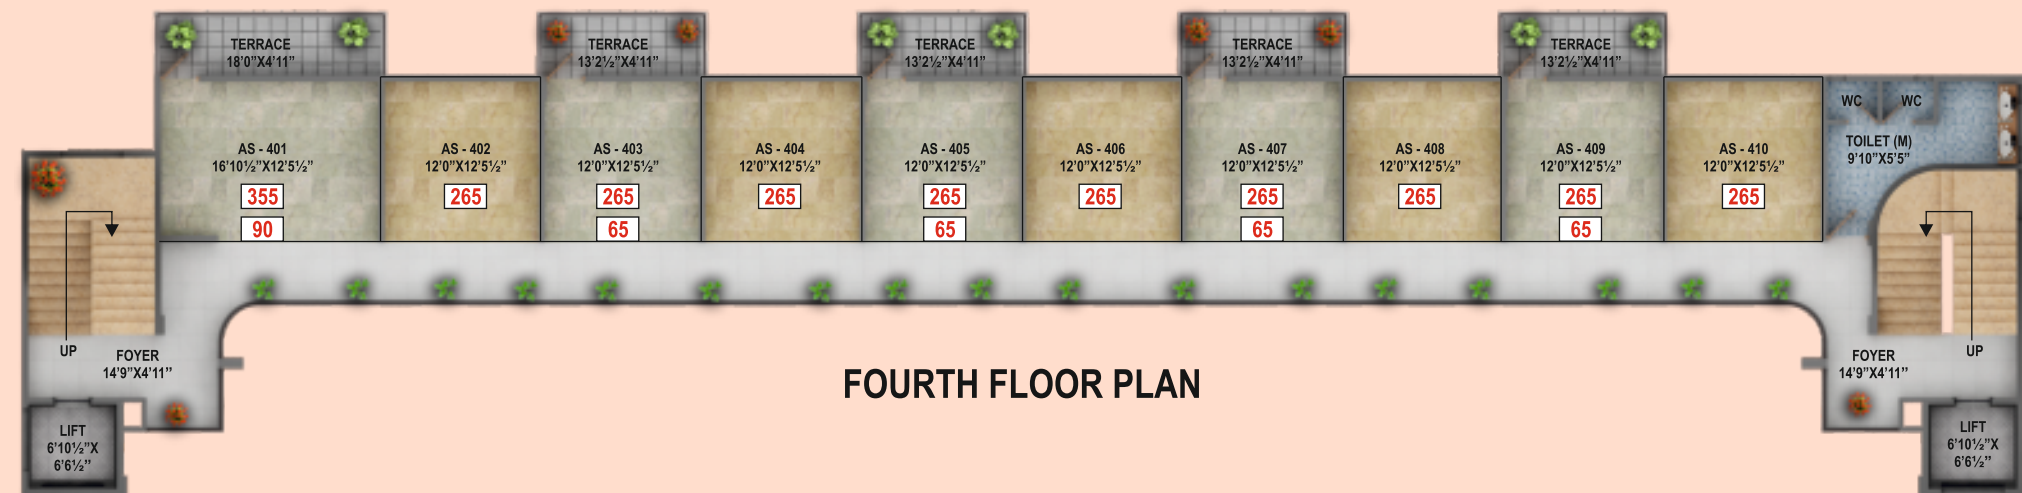 TERRACE
18'0"X4'11"
TERRACE
13'2½"X4'11"
TERRACE
13'2½"X4'11"
TERRACE
13'2½"X4'11"
TERRACE
13'2½"X4'11"
AS - 401
16'10½"X12'5½"
355
90
AS - 402
12'0"X12'5½"
265
AS - 403
12'0"X12'5½"
265
65
AS - 404
12'0"X12'5½"
265
AS - 405
12'0"X12'5½"
265
65
AS - 406
12'0"X12'5½"
265
AS - 407
12'0"X12'5½"
265
65
AS - 408
12'0"X12'5½"
265
AS - 409
12'0"X12'5½"
265
65
AS - 410
12'0"X12'5½"
265
WC
WC
TOILET (M)
9'10"X5'5"
UP
FOYER
14'9"X4'11"
LIFT
6'10½"X
6'6½"
FOURTH FLOOR PLAN
FOYER
14'9"X4'11"
UP
LIFT
6'10½"X
6'6½"